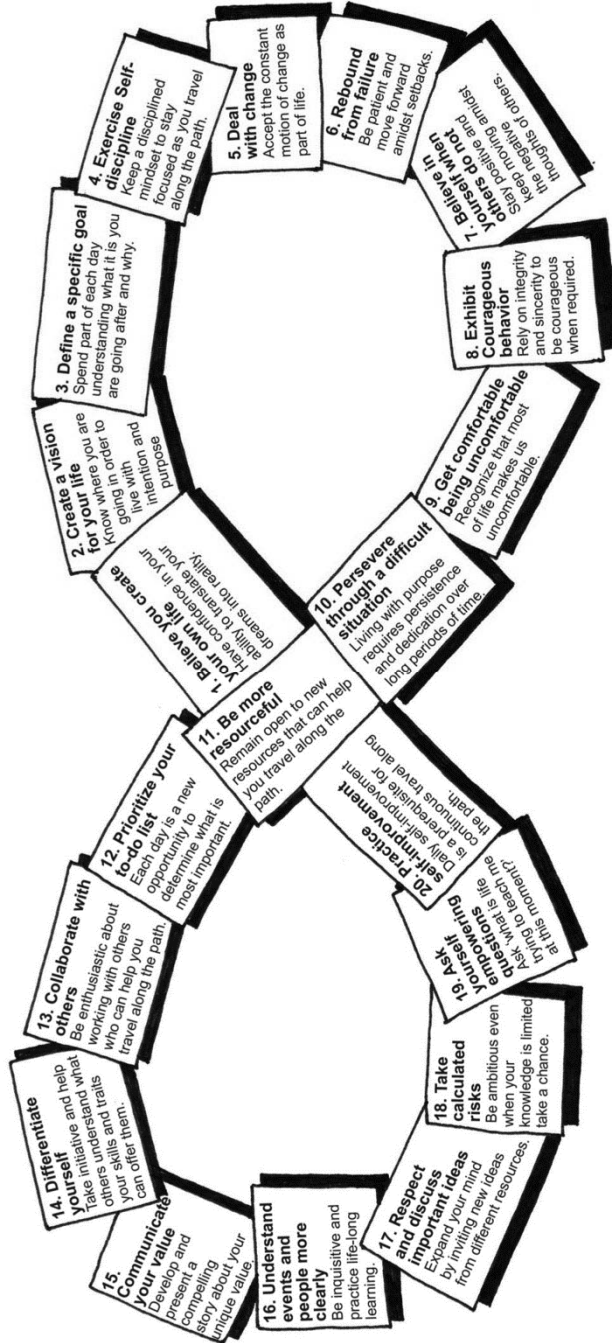 1. Believe you create
your own life
Have confidence in your
ability to translate your
dreams into reality.
2. Create a vision
for your life
Know where you are
going in order to
live with
intention and
purpose
3. Define a specific goal
Spend part of each day
understanding what it is you
are going after and why.
4. Exercise Self-
discipline
Keep a disciplined
mindset to stay
focused as you travel
along the path.
5. Deal
with change
Accept the constant
motion of change as
part of life.
6. Rebound
from failure
Be patient and
move forward
amidst setbacks.
7. Believe in
yourself when
others do not
Stay positive and
keep moving amidst
the negative
thoughts of others.
8. Exhibit
Courageous
behavior
Rely on integrity
and sincerity to
be courageous
when required.
9. Get comfortable
being uncomfortable
Recognize that most
of life makes us
uncomfortable.
10. Persevere
through a difficult
situation
Living with purpose
requires persistence
and dedication over
long periods of time.
11. Be more
resourceful
Remain open to new
resources that can help
you travel along the
path.
12. Prioritize your
to-do list
Each day is a new
opportunity to
determine what is
most important.
13. Collaborate with
others
Be enthusiastic about
working with others
who can help you
travel along the path.
14. Differentiate
yourself
Take initiative and help
others understand what
your skills and traits
can offer them.
15.
Communicate
your value
Develop and
present a
compelling
story about your
unique value.
16. Understand
events and
people more
clearly
Be inquisitive and
practice life-long
learning.
17. Respect
and discuss
important ideas
Expand your mind
by inviting new ideas
from different resources.
18. Take
calculated
risks
Be ambitious even
when your
knowledge is limited
take a chance.
19. Ask
yourself
empowering
questions
Ask 'what is life
trying to teach me
at this moment?'
20. Practice
self-improvement
Daily self-improvement
is a prerequisite for
continuous travel along
the path.